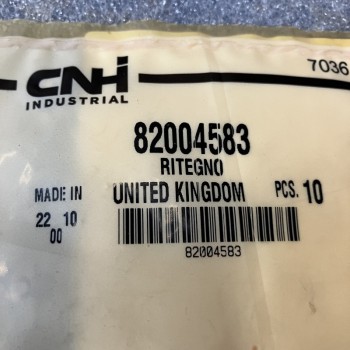 CNH
INDUSTRIAL
7036
82004583
RITEGNO
MADE IN UNITED KINGDOM PCS. 10
22 10
00
82004583